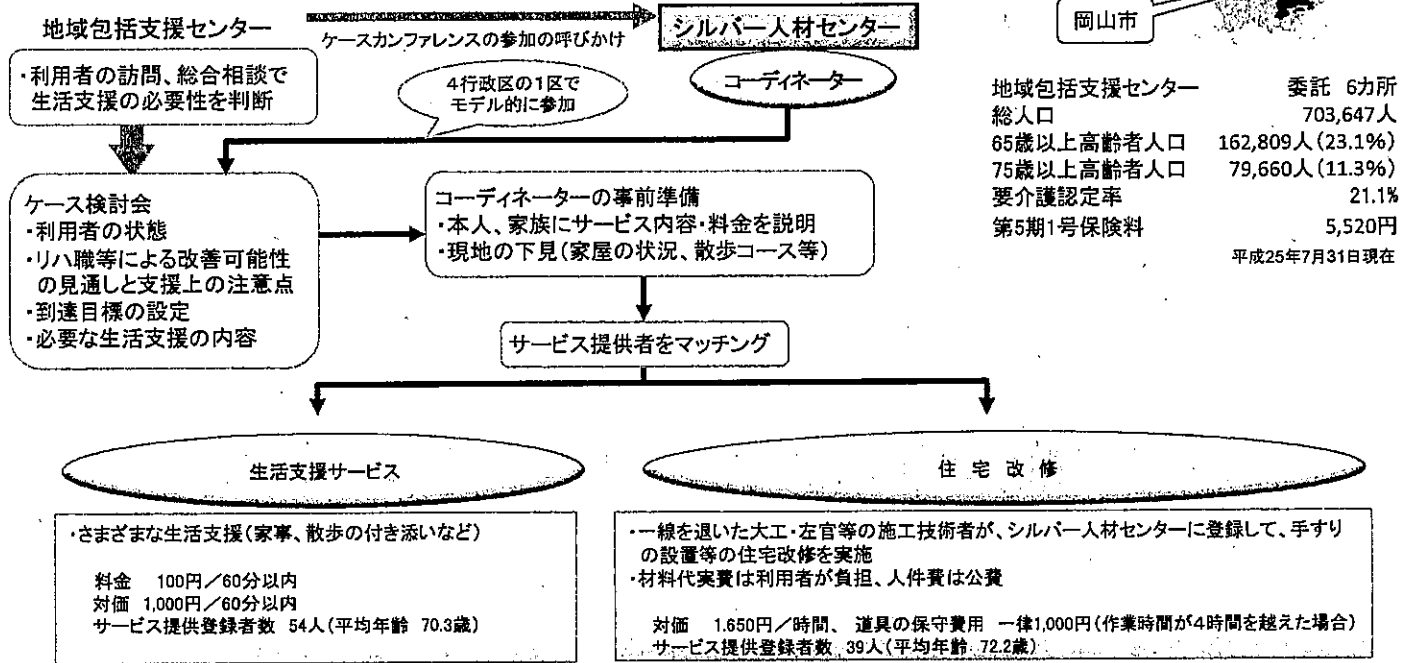 地域包括支援センター
ケースカンファレンスの参加の呼びかけ
シルバー人材センター
岡山市
・利用者の訪問、総合相談で
生活支援の必要性を判断
4行政区の1区で
モデル的に参加
コーディネーター
地域包括支援センター 委託 6カ所
総人口 703,647人
65歳以上高齢者人口 162,809人(23.1%)
75歳以上高齢者人口 79,660人(11.3%)
要介護認定率 21.1%
第5期1号保険料 5,520円
平成25年7月31日現在
ケース検討会
・利用者の状態
・リハ職等による改善可能性
の見通しと支援上の注意点
・到達目標の設定
・必要な生活支援の内容
コーディネーターの事前準備
・本人、家族にサービス内容・料金を説明
・現地の下見(家屋の状況、散歩コース等)
サービス提供者をマッチング
生活支援サービス
・さまざまな生活支援(家事、散歩の付き添いなど)
料金 100円/60分以内
対価 1,000円/60分以内
サービス提供登録者数 54人(平均年齢 70.3歳)
住宅改修
・一線を退いた大工・左官等の施工技術者が、シルバー人材センターに登録して、手すり
の設置等の住宅改修を実施
・材料代実費は利用者が負担、人件費は公費
対価 1,650円/時間、 道具の保守費用 一律1,000円(作業時間が4時間を越えた場合)
サービス提供登録者数 39人(平均年齢 72.2歳)